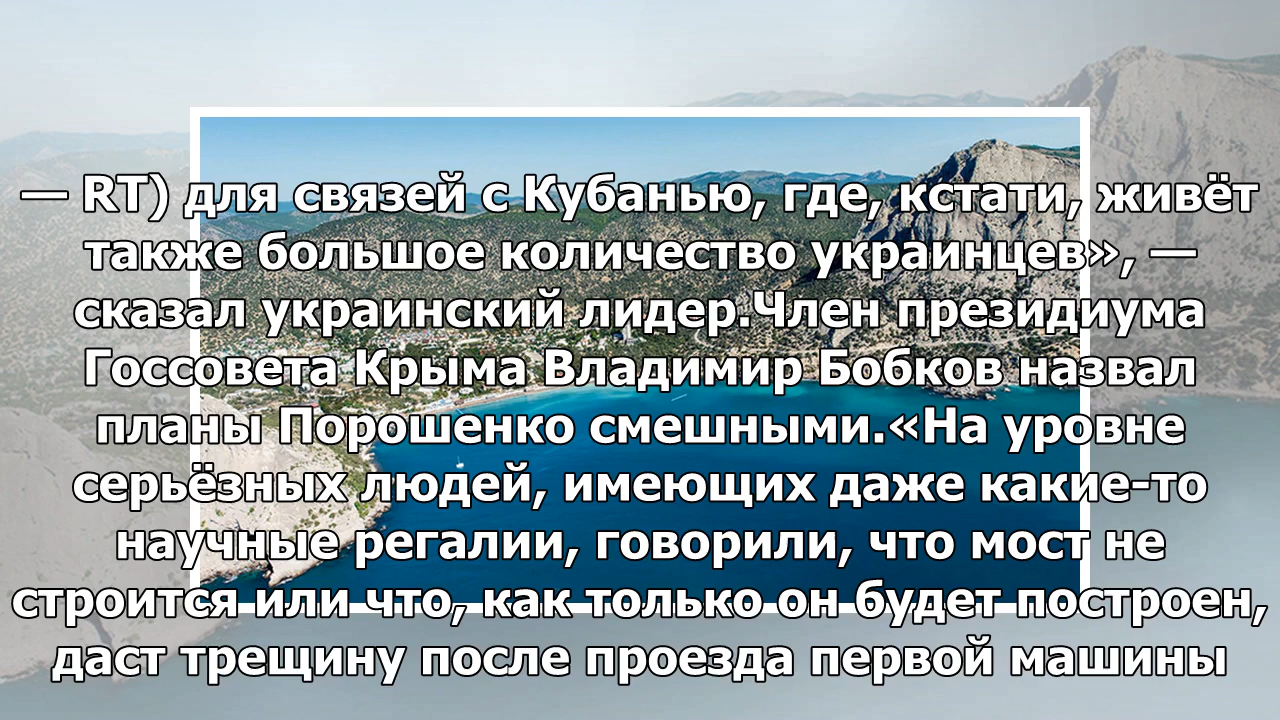 — RT) для связей с Кубанью, где, кстати, живёт
также большое количество украинцев», —
сказал украинский лидер.Член президиума
Госсовета Крыма Владимир Бобков назвал
планы Порошенко смешными.«На уровне
серьёзных людей, имеющих даже какие-то
научные регалии, говорили, что мост не
строится или что, как только он будет построен,
даст трещину после проезда первой машины